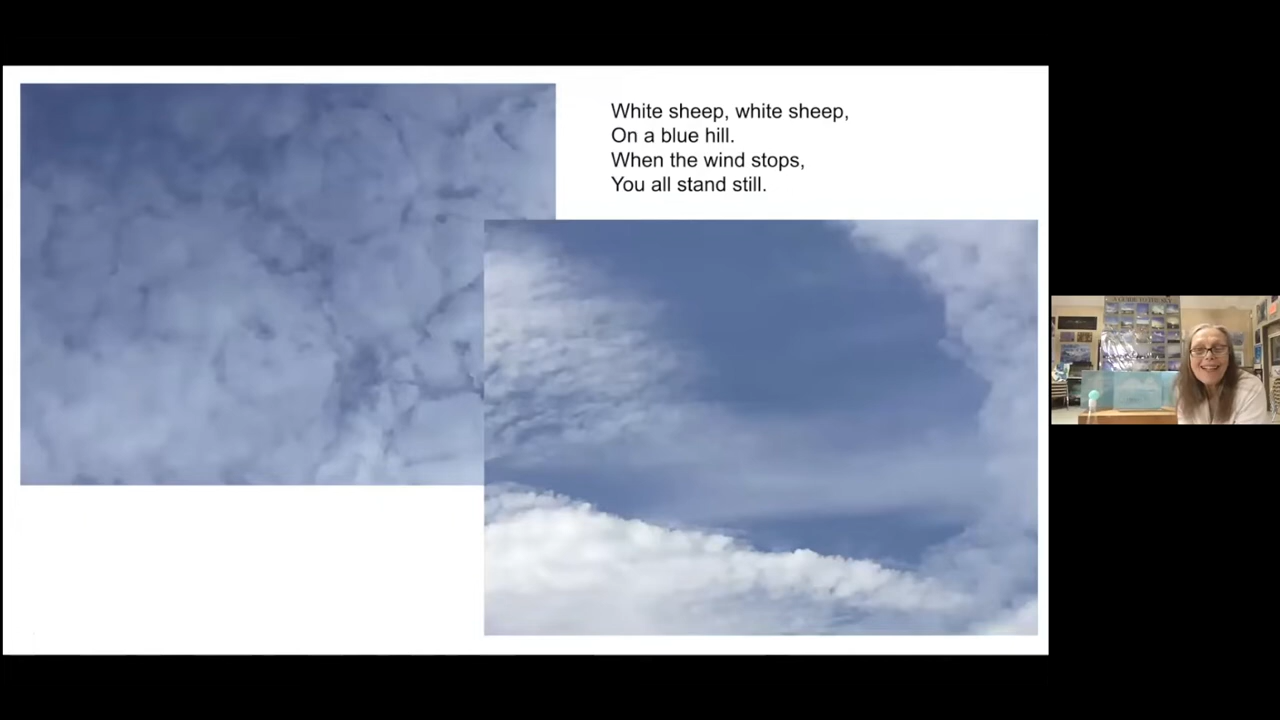 White sheep, white sheep,
On a blue hill.
When the wind stops,
You all stand still.